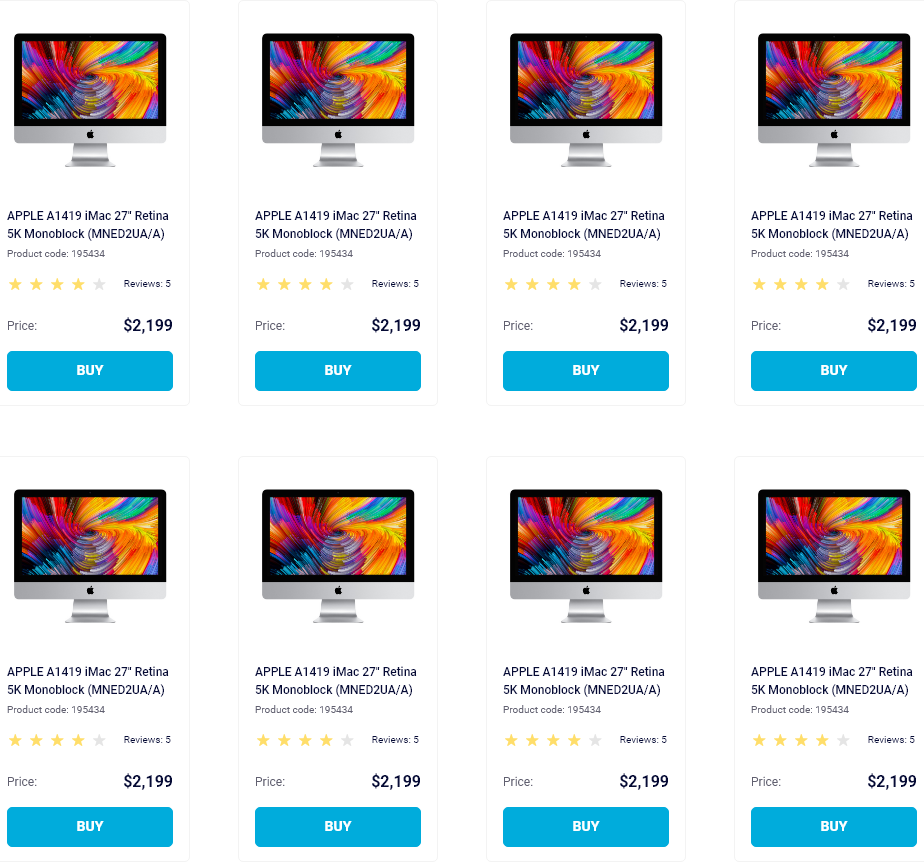 APPLE A1419 iMac 27" Retina
5K Monoblock (MNED2UA/A)
Product code: 195434
Reviews: 5
Price: $2,199
BUY
APPLE A1419 iMac 27" Retina
5K Monoblock (MNED2UA/A)
Product code: 195434
Reviews: 5
Price: $2,199
BUY
APPLE A1419 iMac 27" Retina
5K Monoblock (MNED2UA/A)
Product code: 195434
Reviews: 5
Price: $2,199
BUY
APPLE A1419 iMac 27" Retina
5K Monoblock (MNED2UA/A)
Product code: 195434
Reviews: 5
Price: $2,199
BUY
APPLE A1419 iMac 27" Retina
5K Monoblock (MNED2UA/A)
Product code: 195434
Reviews: 5
Price: $2,199
BUY
APPLE A1419 iMac 27" Retina
5K Monoblock (MNED2UA/A)
Product code: 195434
Reviews: 5
Price: $2,199
BUY
APPLE A1419 iMac 27" Retina
5K Monoblock (MNED2UA/A)
Product code: 195434
Reviews: 5
Price: $2,199
BUY
APPLE A1419 iMac 27" Retina
5K Monoblock (MNED2UA/A)
Product code: 195434
Reviews: 5
Price: $2,199
BUY